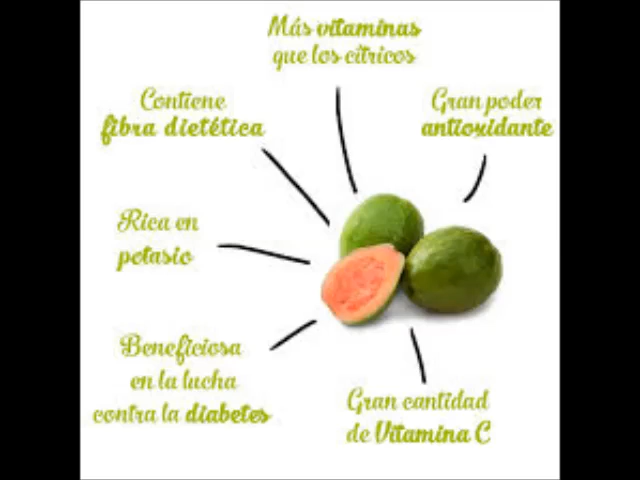 Más vitaminas
que los cítricos
Contiene
fibra dietética
Gran poder
antioxidante
Rica en
potasio
Beneficiosa
en la lucha
contra la diabetes
Gran cantidad
de Vitamina C